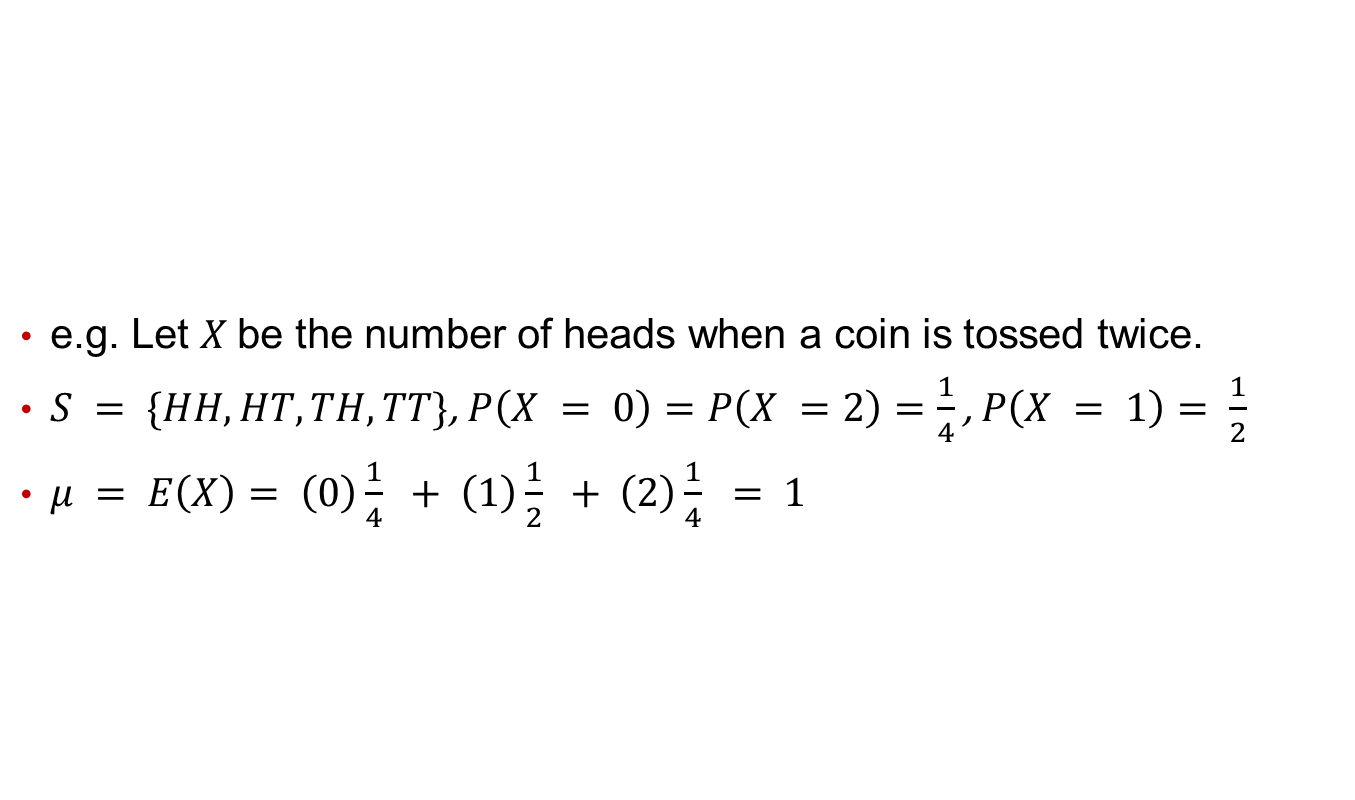 • e.g. Let 𝑋 be the number of heads when a coin is tossed twice.
• 𝑆 = {𝐻𝐻, 𝐻𝑇, 𝑇𝐻, 𝑇𝑇}, 𝑃(𝑋 = 0) = 𝑃(𝑋 = 2) = 1/4, 𝑃(𝑋 = 1) = 1/2
• 𝜇 = 𝐸(𝑋) = (0) 1/4 + (1) 1/2 + (2) 1/4 = 1